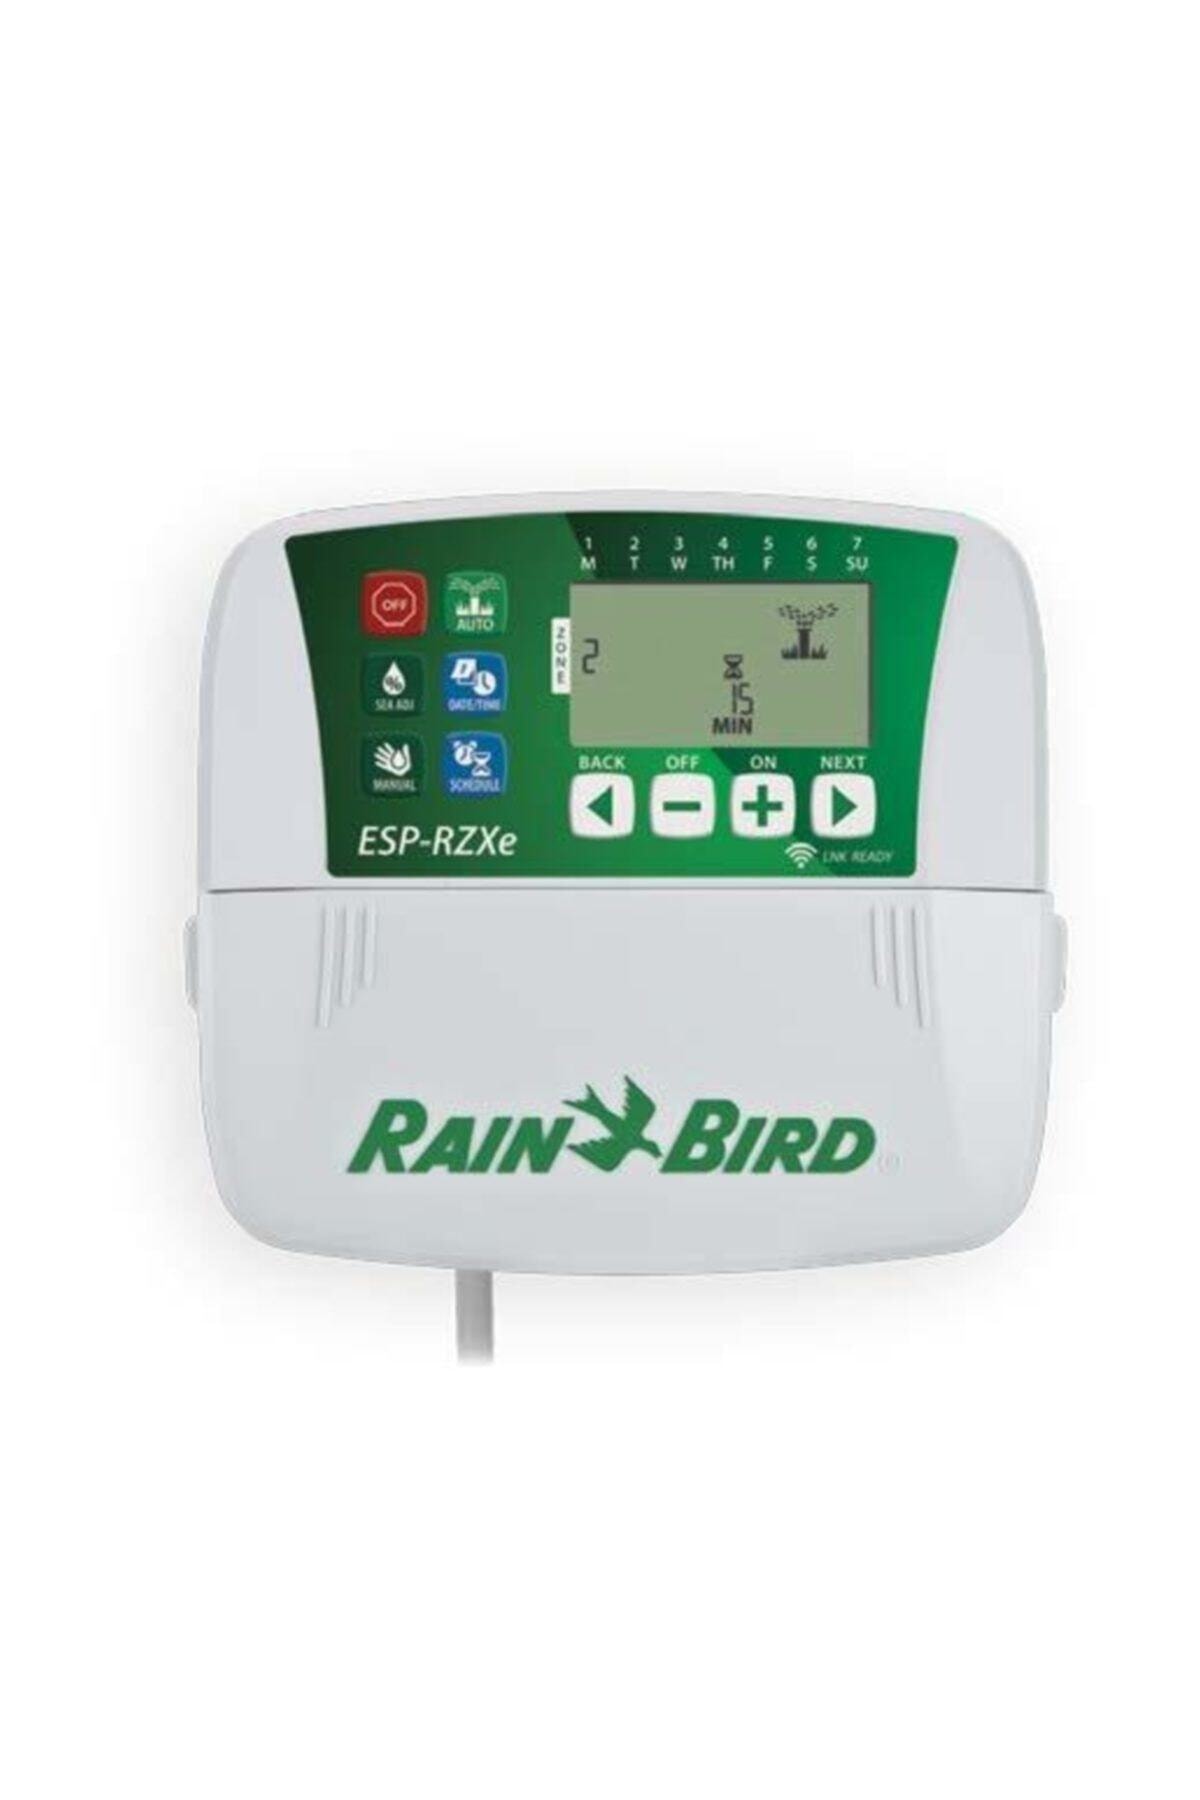 1 2 3 4 5 6 7
M T W TH F S SU
OFF
AUTO
ZONE
2
15
MIN
SEA ADJ
DATE/TIME
MANUAL
SCHEDULE
BACK OFF ON NEXT
ESP-RZXe
LNK READY
RAIN BIRD
®